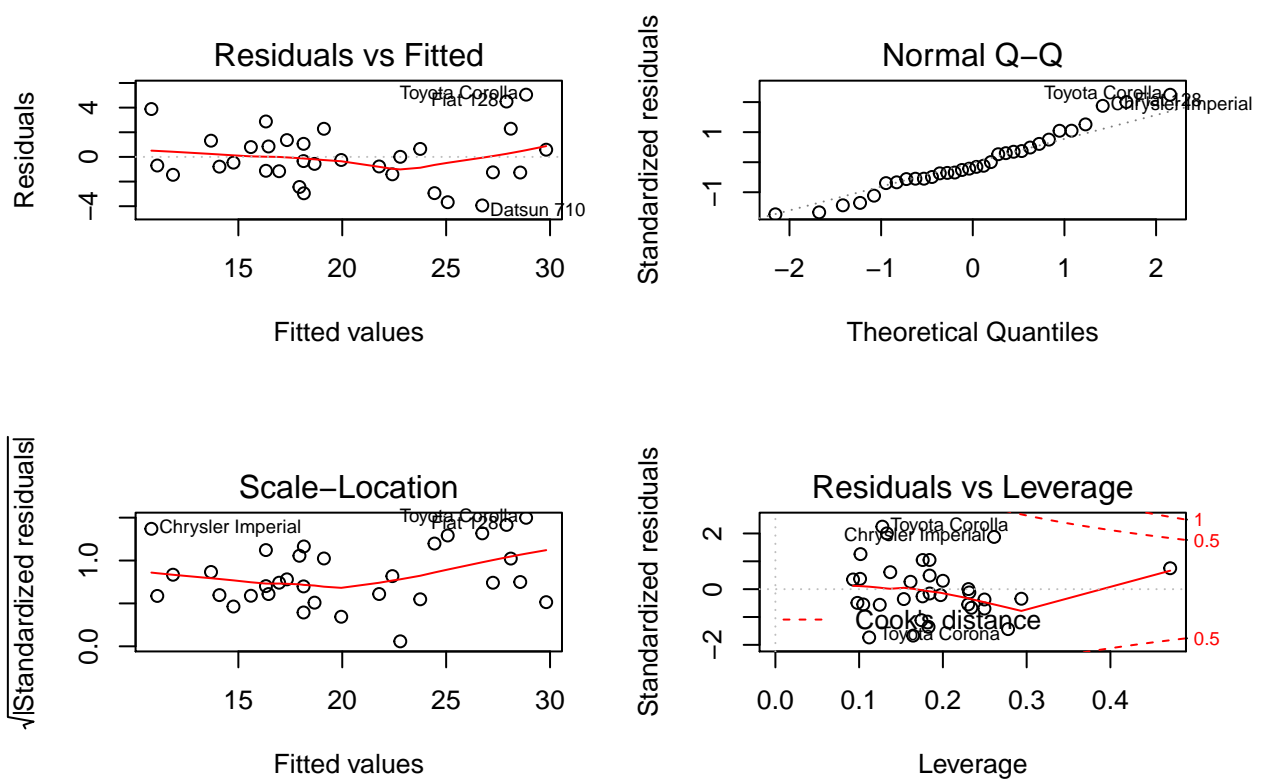 Residuals vs Fitted
Residuals
−4 0 4
Toyota Corolla
Fiat 128
Datsun 710
15 20 25 30
Fitted values
Normal Q−Q
Standardized residuals
−1 1
Toyota Corolla
Fiat 128
Chrysler Imperial
−2 −1 0 1 2
Theoretical Quantiles
Scale−Location
√|Standardized residuals|
0.0 1.0
Toyota Corolla
Fiat 128
Chrysler Imperial
15 20 25 30
Fitted values
Residuals vs Leverage
Standardized residuals
−2 0 2
Toyota Corolla
Chrysler Imperial
Cook's distance
Toyota Corona
1
0.5
0.5
0.0 0.1 0.2 0.3 0.4
Leverage